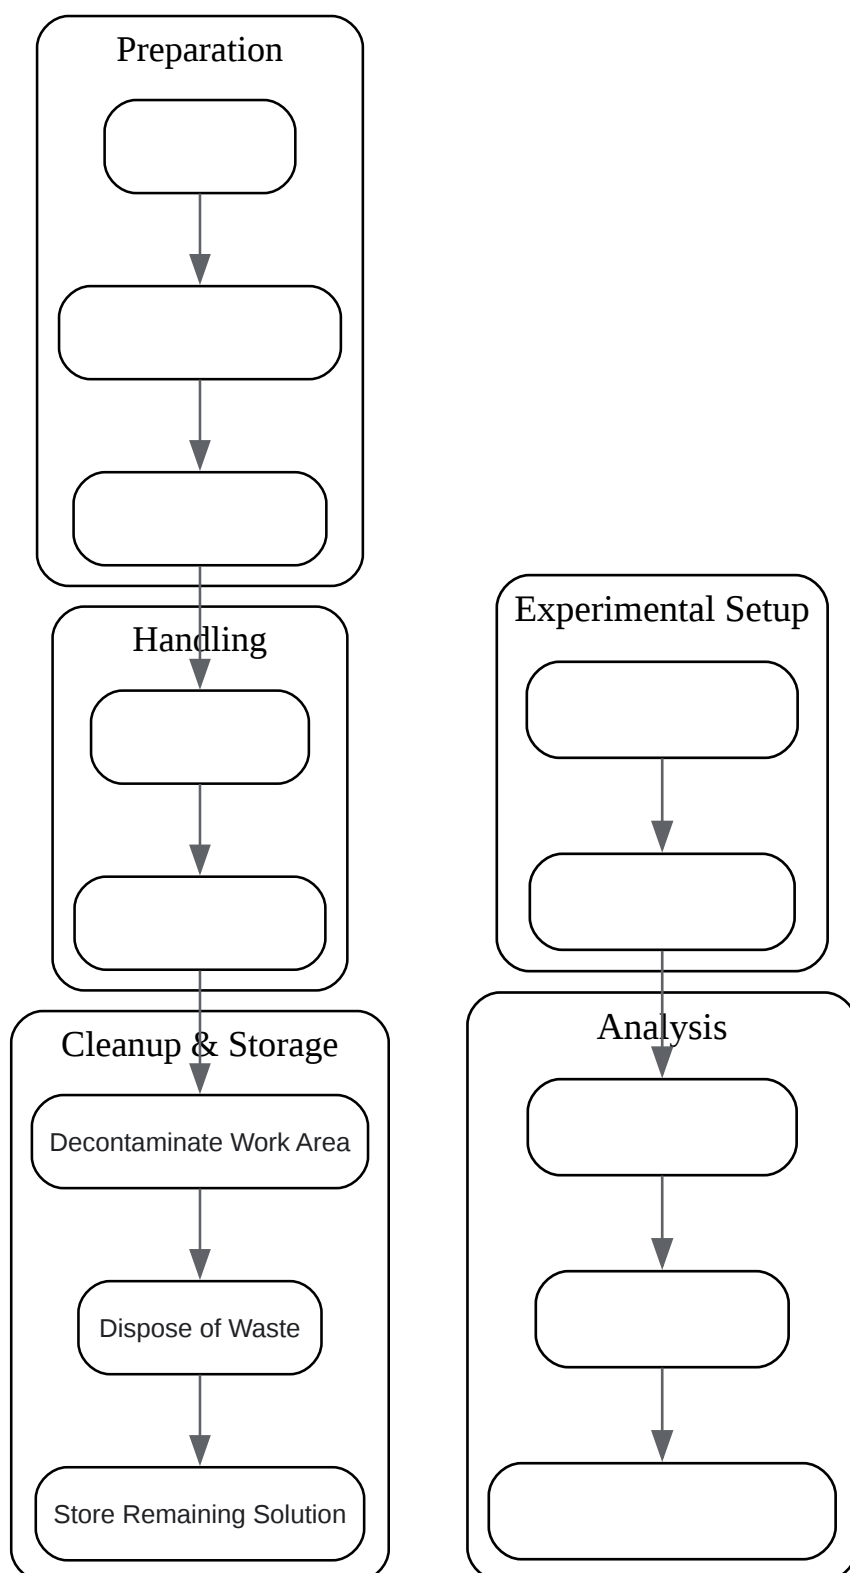 Preparation
Handling
Cleanup & Storage
Decontaminate Work Area
Dispose of Waste
Store Remaining Solution
Experimental Setup
Analysis